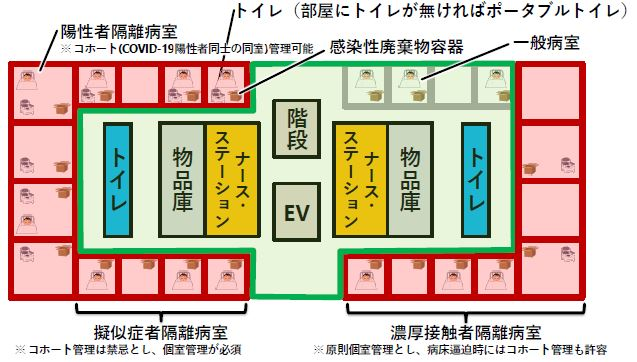 トイレ（部屋にトイレが無ければポータブルトイレ）
陽性者隔離病室
※コホート(COVID-19陽性者同士の同室)管理可能
感染性廃棄物容器
一般病室
トイレ
物品庫
ナース・
ステーション
階段
EV
ナース・
ステーション
物品庫
トイレ
擬似症者隔離病室
※コホート管理は禁忌とし、個室管理が必須
濃厚接触者隔離病室
※原則個室管理とし、病床逼迫時にはコホート管理も許容